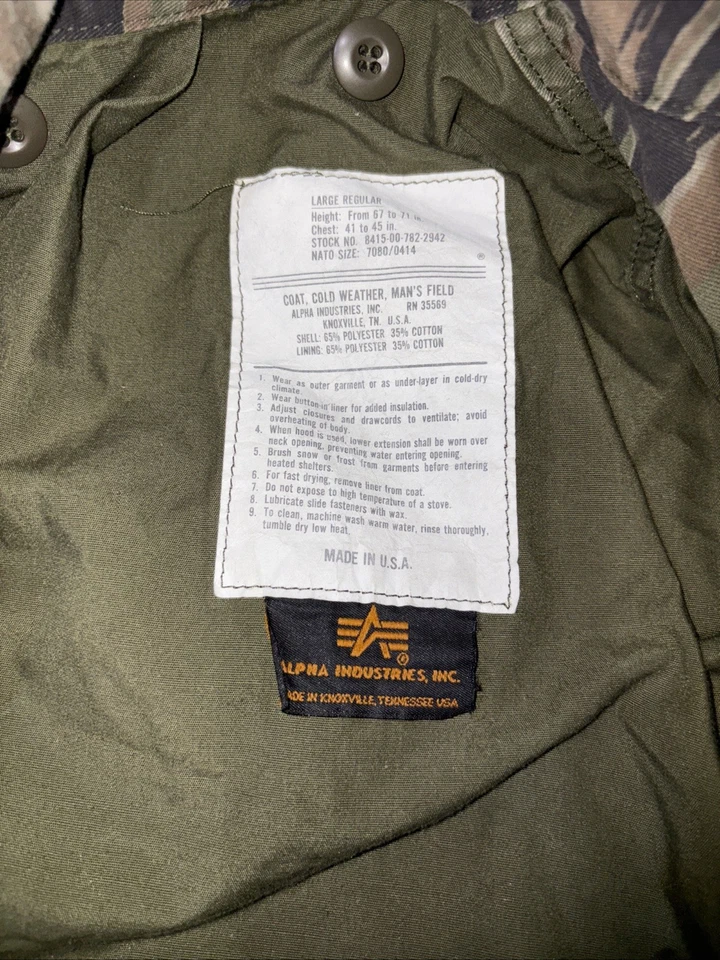 LARGE REGULAR
Height: From 67 to 71 in.
Chest: 41 to 45 in.
STOCK NO. 8415-00-782-2942
NATO SIZE: 7080/0414
®
COAT, COLD WEATHER, MAN'S FIELD
ALPHA INDUSTRIES, INC. RN 35569
KNOXVILLE, TN. U.S.A.
SHELL: 65% POLYESTER 35% COTTON
LINING: 65% POLYESTER 35% COTTON
1. Wear as outer garment or as under-layer in cold-dry
climate.
2. Wear button-in liner for added insulation.
3. Adjust closures and drawcords to ventilate; avoid
overheating of body.
4. When hood is used, lower extension shall be worn over
neck opening, preventing water entering opening.
5. Brush snow or frost from garments before entering
heated shelters.
6. For fast drying, remove liner from coat.
7. Do not expose to high temperature of a stove.
8. Lubricate slide fasteners with wax.
9. To clean, machine wash warm water, rinse thoroughly,
tumble dry low heat.
MADE IN U.S.A.
ALPHA INDUSTRIES, INC.
MADE IN KNOXVILLE, TENNESSEE USA